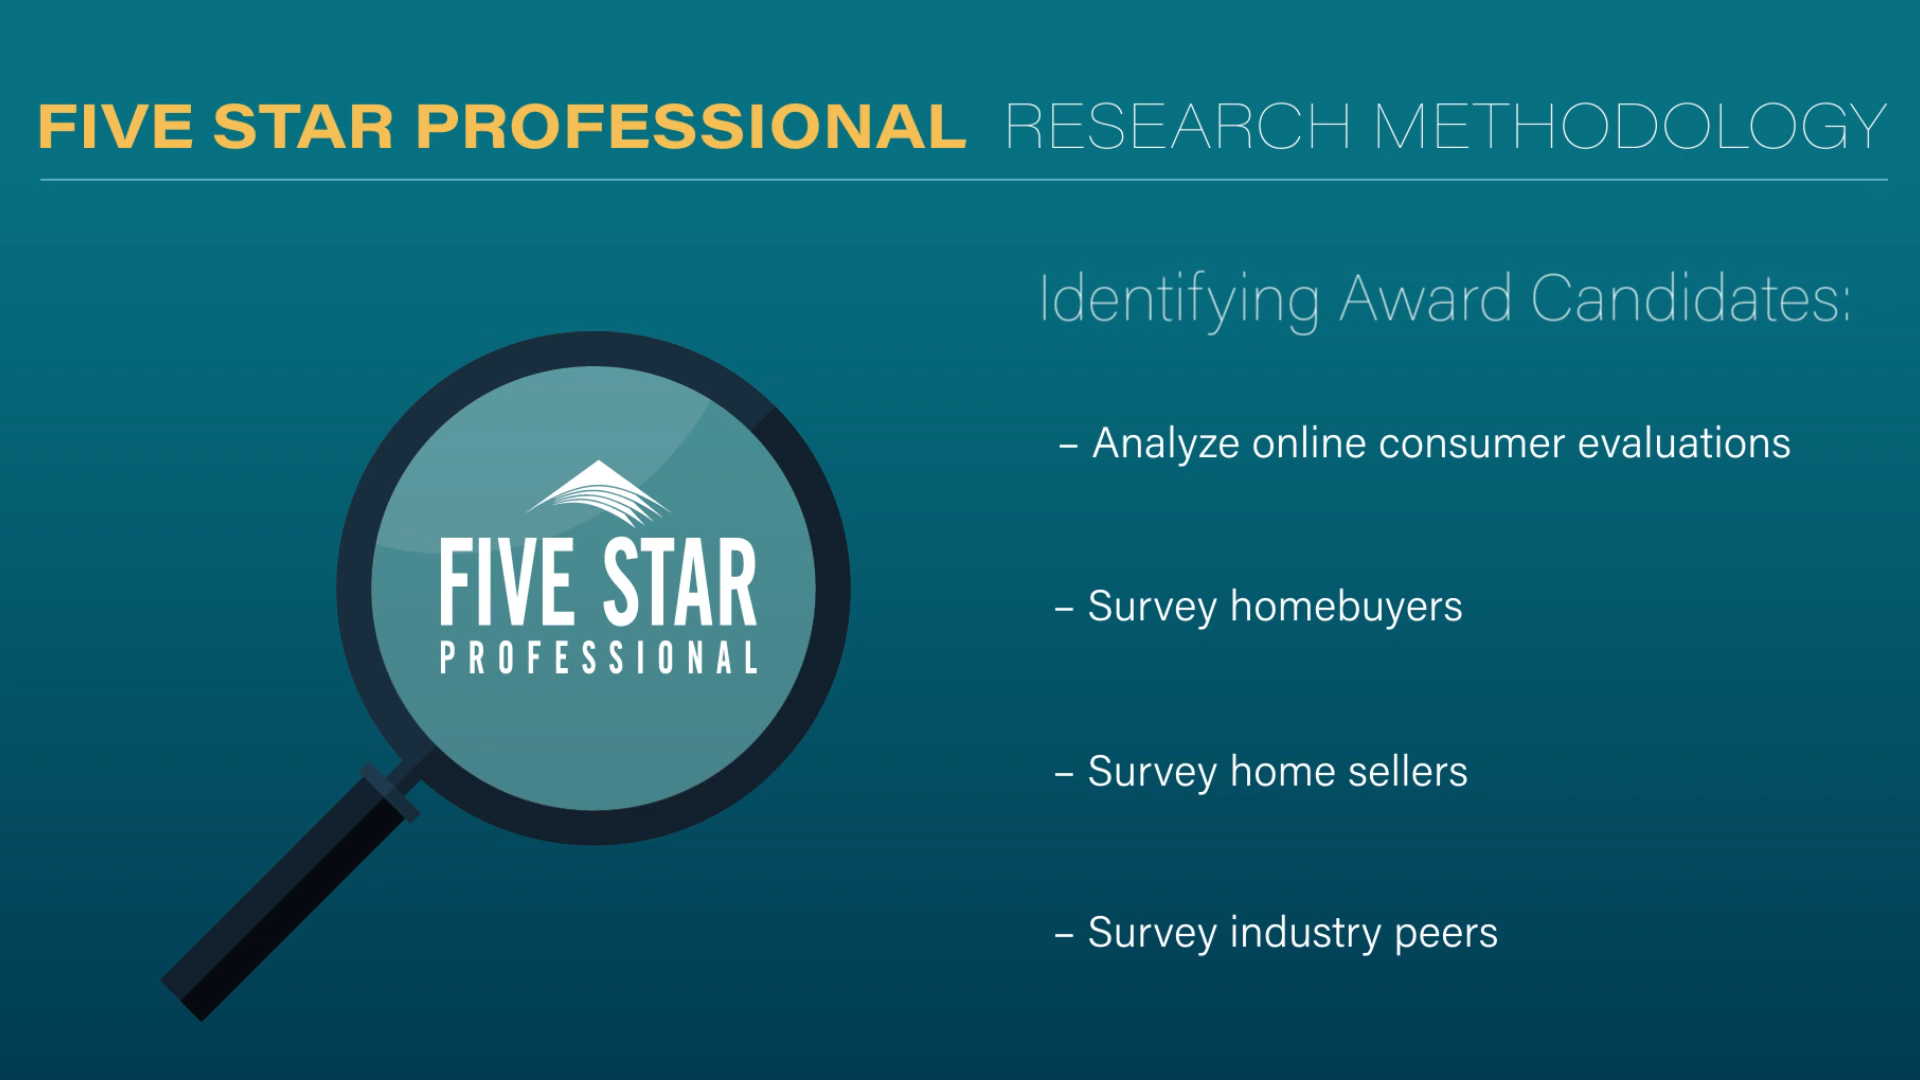 FIVE STAR PROFESSIONAL RESEARCH METHODOLOGY
Identifying Award Candidates:
– Analyze online consumer evaluations
– Survey homebuyers
– Survey home sellers
– Survey industry peers
FIVE STAR
PROFESSIONAL